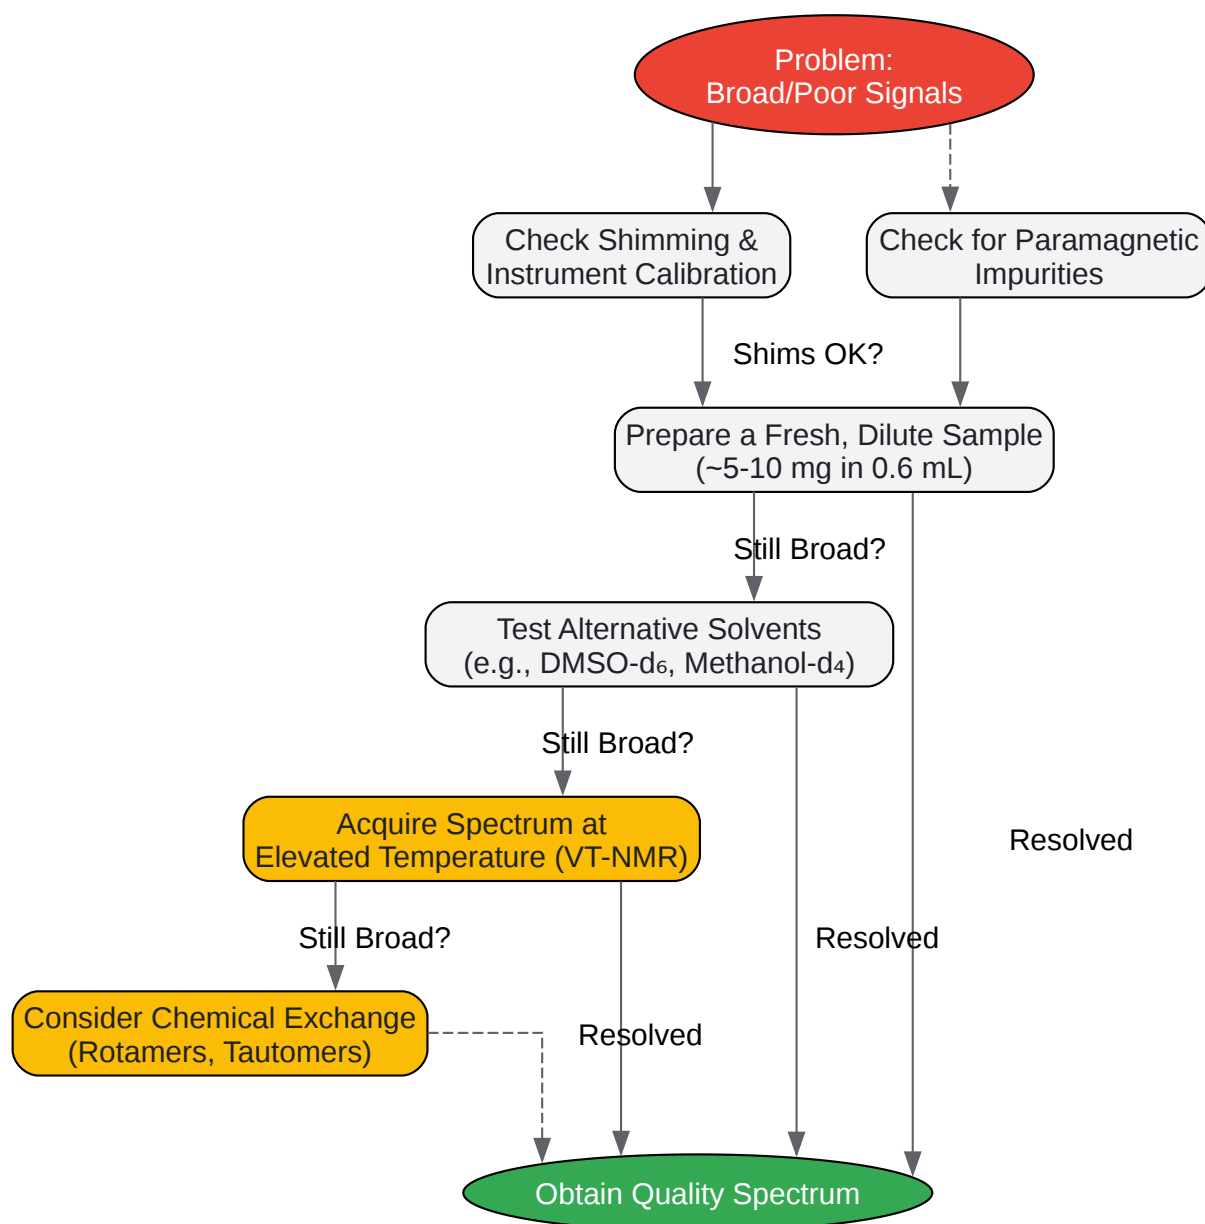 Problem:
Broad/Poor Signals
Check Shimming &
Instrument Calibration
Check for Paramagnetic
Impurities
Shims OK?
Prepare a Fresh, Dilute Sample
(~5-10 mg in 0.6 mL)
Still Broad?
Test Alternative Solvents
(e.g., DMSO-d₆, Methanol-d₄)
Still Broad?
Acquire Spectrum at
Elevated Temperature (VT-NMR)
Resolved
Still Broad?
Resolved
Consider Chemical Exchange
(Rotamers, Tautomers)
Resolved
Obtain Quality Spectrum